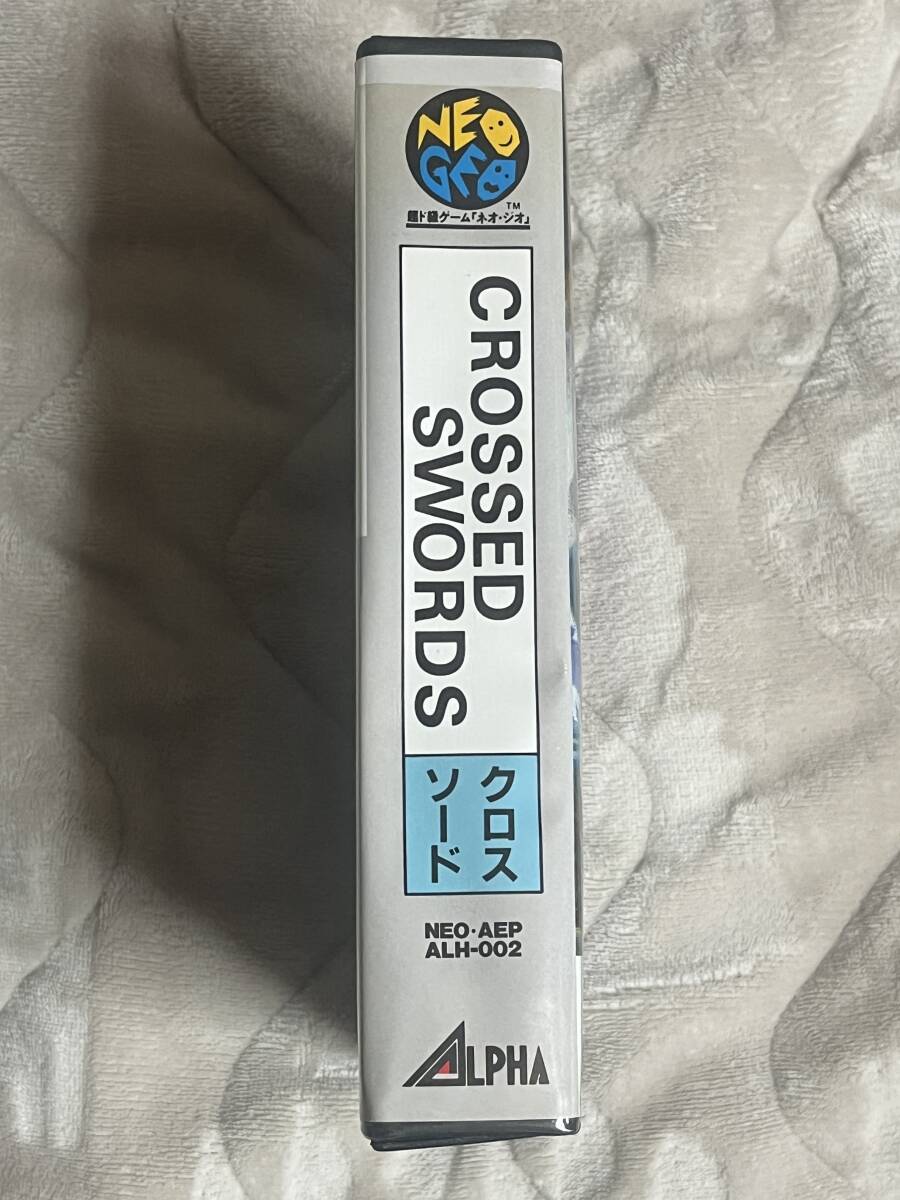 NEO
GEO
TM
超ド級ゲーム「ネオ・ジオ」
CROSSED
SWORDS
クロス
ソード
NEO·AEP
ALH-002
ALPHA